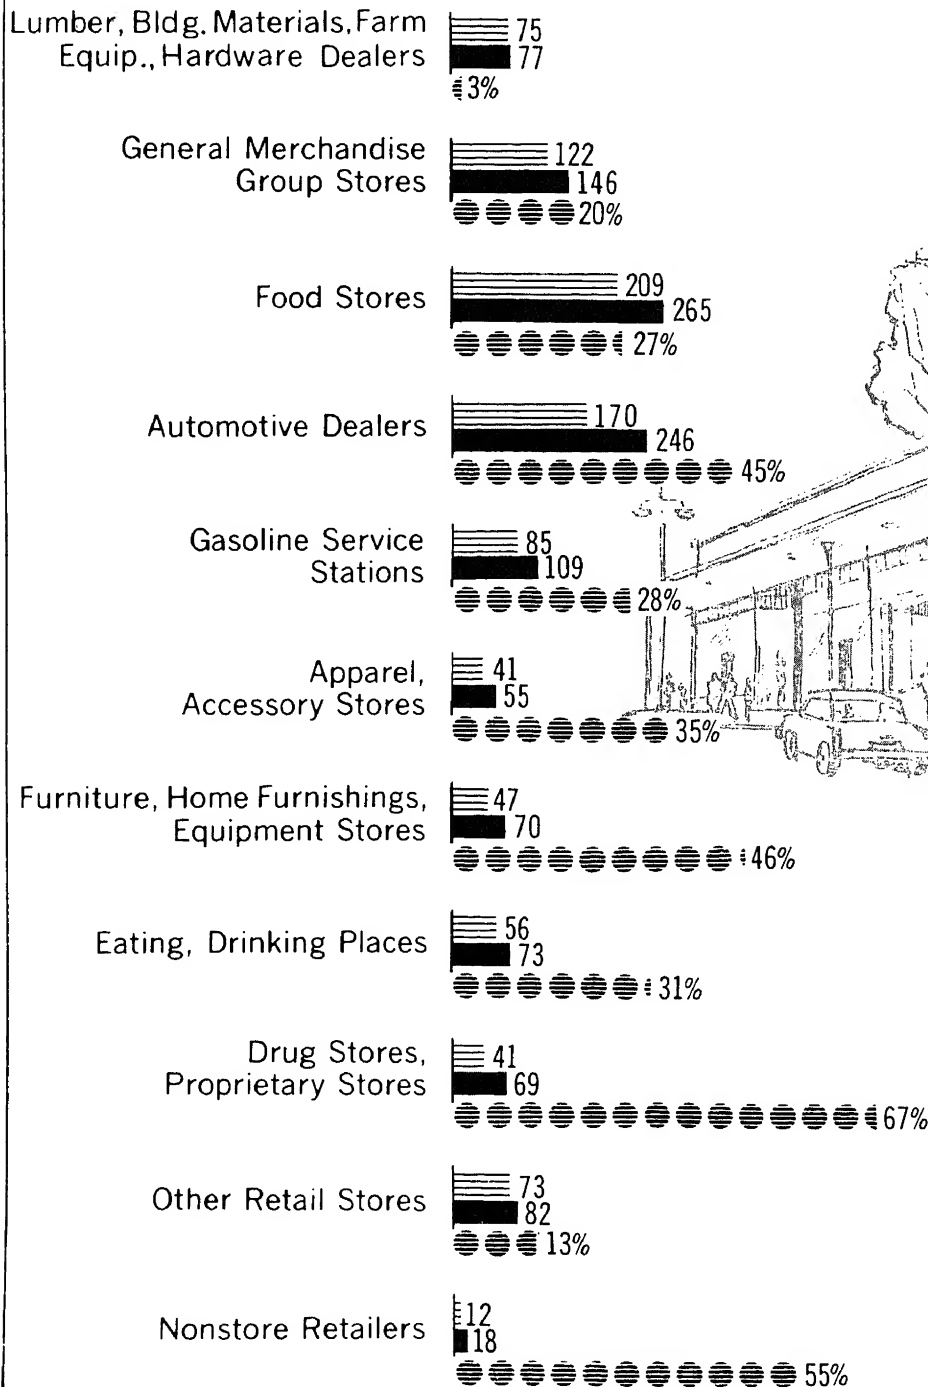 Lumber, Bldg. Materials, Farm
Equip., Hardware Dealers
75
77
3%
General Merchandise
Group Stores
122
146
20%
Food Stores
209
265
27%
Automotive Dealers
170
246
45%
Gasoline Service
Stations
85
109
28%
Apparel,
Accessory Stores
41
55
35%
Furniture, Home Furnishings,
Equipment Stores
47
70
46%
Eating, Drinking Places
56
73
31%
Drug Stores,
Proprietary Stores
41
69
67%
Other Retail Stores
73
82
13%
Nonstore Retailers
12
18
55%